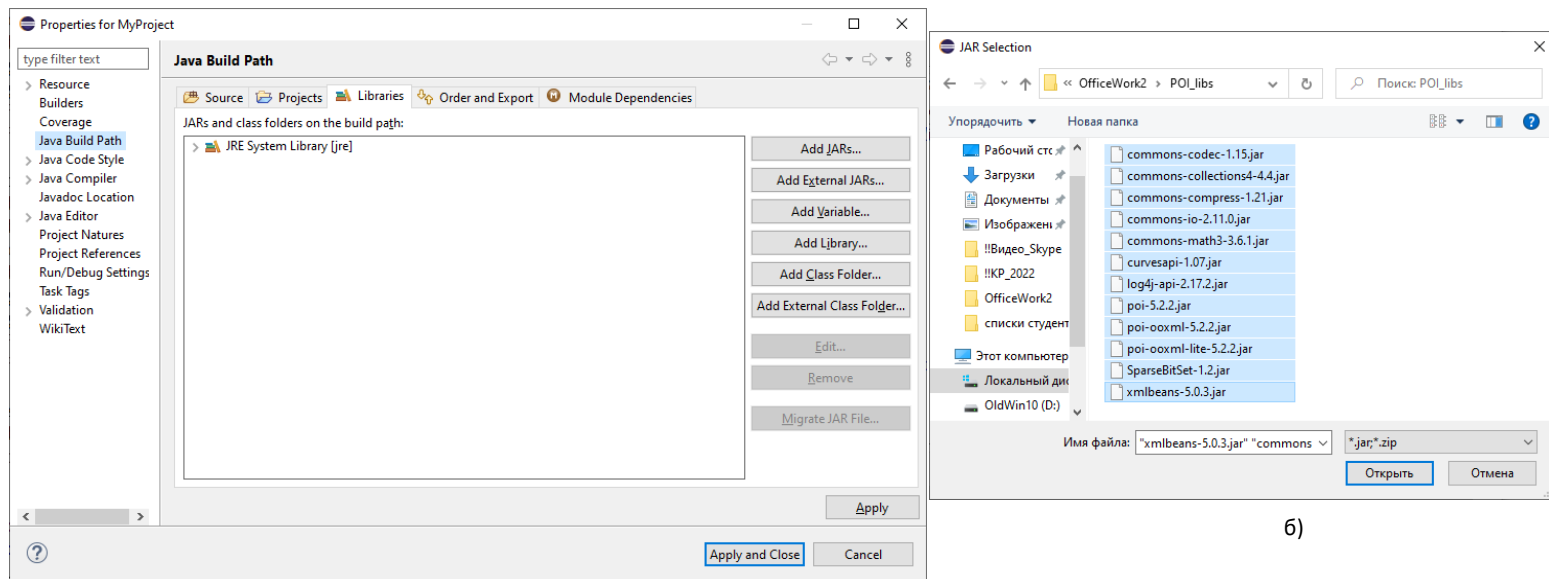 Properties for MyProject
type filter text
Resource
Builders
Coverage
Java Build Path
Java Code Style
Java Compiler
Javadoc Location
Java Editor
Project Natures
Project References
Run/Debug Settings
Task Tags
Validation
WikiText
Java Build Path
Source Projects Libraries Order and Export Module Dependencies
JARs and class folders on the build path:
JRE System Library [jre]
Add JARs...
Add External JARs...
Add Variable...
Add Library...
Add Class Folder...
Add External Class Folder...
Edit...
Remove
Migrate JAR File...
Apply
Apply and Close Cancel
JAR Selection
« OfficeWork2 > POI_libs
Поиск: POI_libs
Упорядочить Новая папка
Рабочий стс
Загрузки
Документы
Изображени
!!Видео_Skype
!!KP_2022
OfficeWork2
списки студент
Этот компьютер
Локальный дис
OldWin10 (D:)
commons-codec-1.15.jar
commons-collections4-4.4.jar
commons-compress-1.21.jar
commons-io-2.11.0.jar
commons-math3-3.6.1.jar
curvesapi-1.07.jar
log4j-api-2.17.2.jar
poi-5.2.2.jar
poi-ooxml-5.2.2.jar
poi-ooxml-lite-5.2.2.jar
SparseBitSet-1.2.jar
xmlbeans-5.0.3.jar
Имя файла: "xmlbeans-5.0.3.jar" "commons *.jar;*.zip
Открыть Отмена
б)